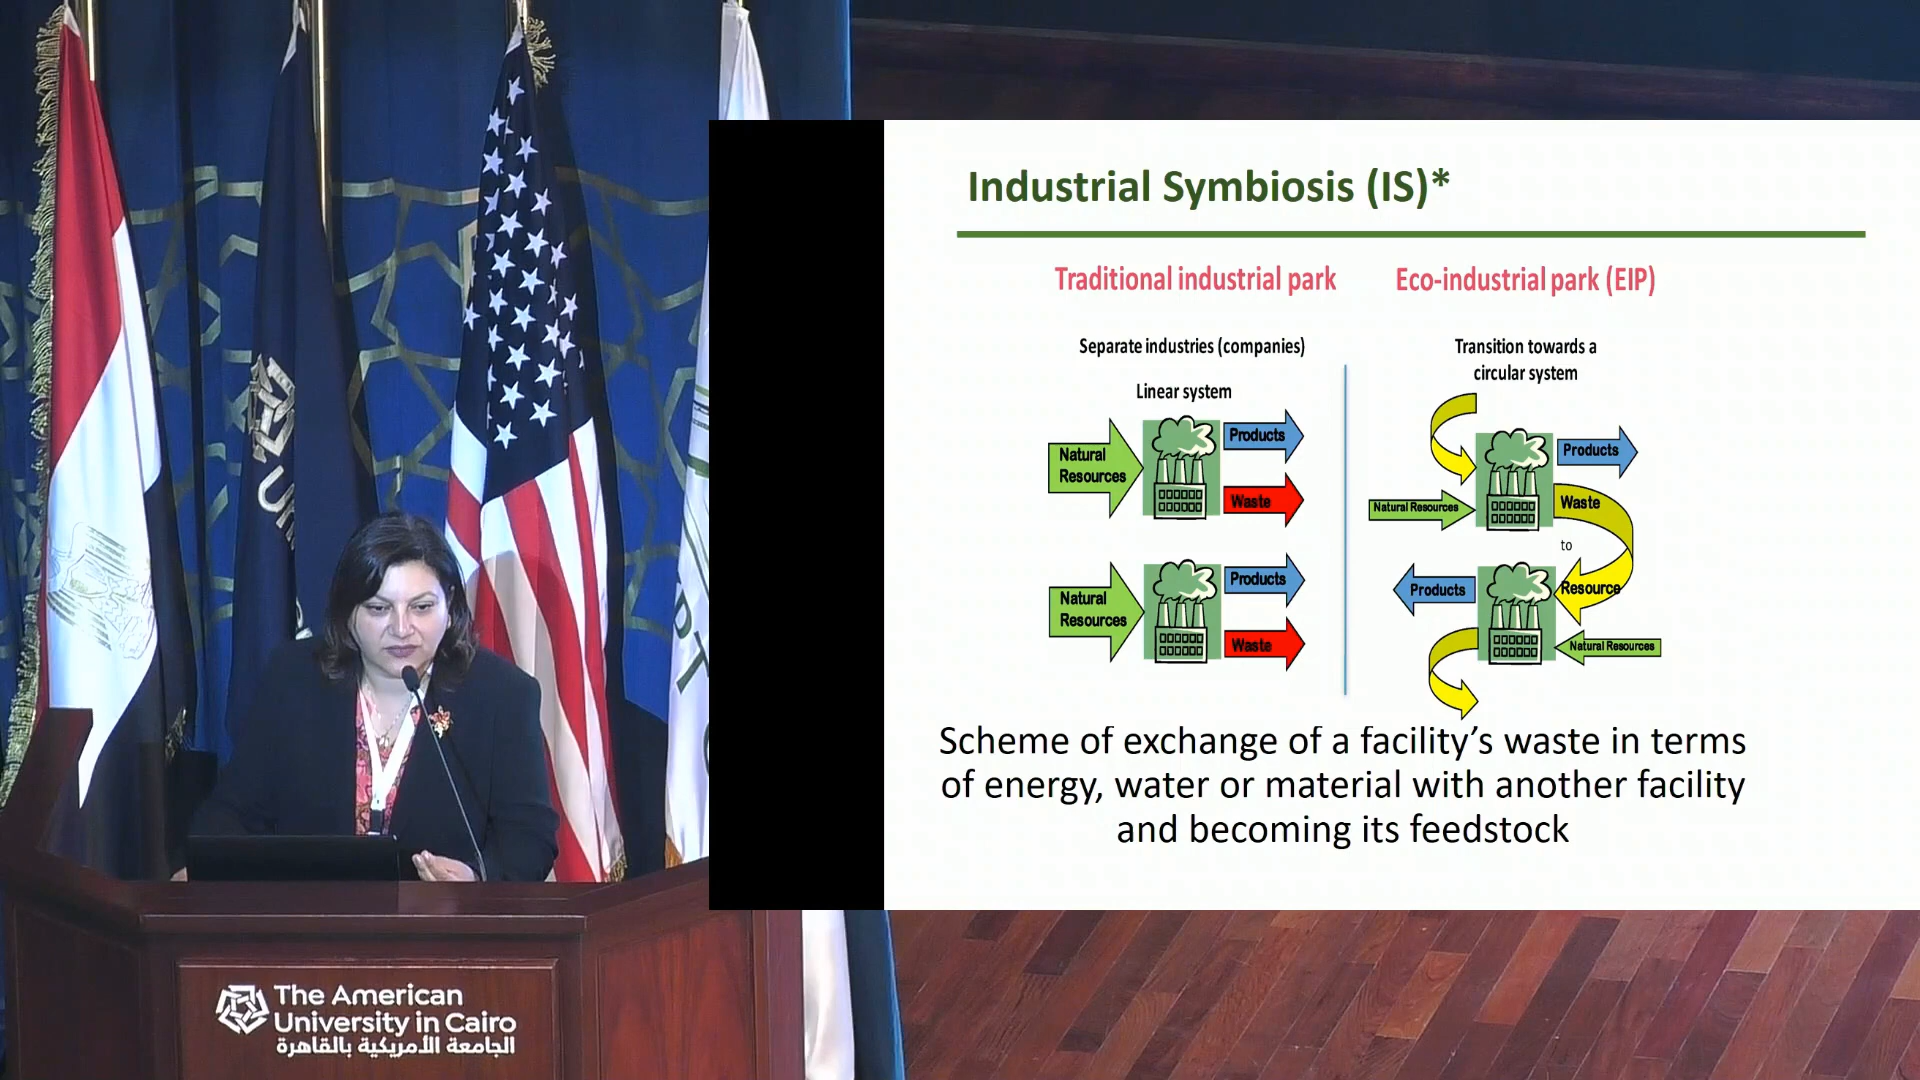 Industrial Symbiosis (IS)*
Traditional industrial park
Eco-industrial park (EIP)
Separate industries (companies)
Linear system
Natural
Resources
Products
Waste
Natural
Resources
Products
Waste
Transition towards a
circular system
Products
Natural Resources
Waste
to
Resource
Products
Natural Resources
Scheme of exchange of a facility’s waste in terms
of energy, water or material with another facility
and becoming its feedstock
The American
University in Cairo
الجامعة الأمريكية بالقاهرة